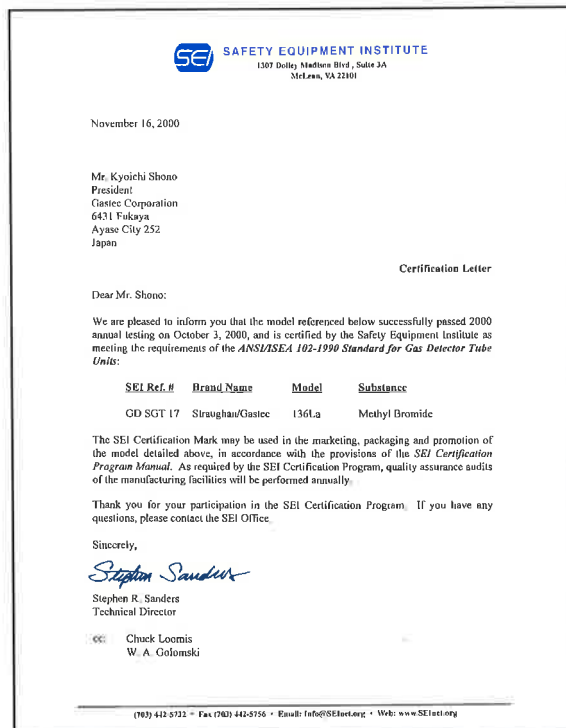 SEI SAFETY EQUIPMENT INSTITUTE
1307 Dolley Madison Blvd , Suite 3A
McLean, VA 22101
November 16, 2000
Mr. Kyoichi Shono
President
Gastec Corporation
6431 Fukaya
Ayase City 252
Japan
Certification Letter
Dear Mr. Shono:
We are pleased to inform you that the model referenced below successfully passed 2000
annual testing on October 3, 2000, and is certified by the Safety Equipment Institute as
meeting the requirements of the ANSI/ISEA 102-1990 Standard for Gas Detector Tube
Units:
SEI Ref. # Brand Name Model Substance
GD SGT 17 Straughan/Gastec 136La Methyl Bromide
The SEI Certification Mark may be used in the marketing, packaging and promotion of
the model detailed above, in accordance with the provisions of the SEI Certification
Program Manual. As required by the SEI Certification Program, quality assurance audits
of the manufacturing facilities will be performed annually.
Thank you for your participation in the SEI Certification Program. If you have any
questions, please contact the SEI Office.
Sincerely,
Stephen Sanders
Stephen R. Sanders
Technical Director
cc: Chuck Loomis
W. A. Golomski
(703) 442-5732 • Fax (703) 442-5756 • Email: Info@SEInet.org • Web: www.SEInet.org